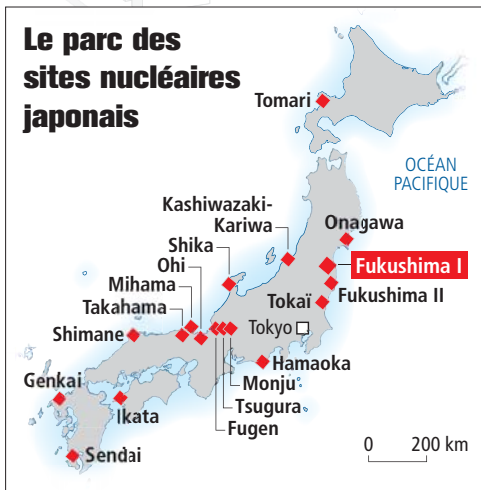 Le parc des
sites nucléaires
japonais
Tomari
OCÉAN
PACIFIQUE
Kashiwazaki-
Kariwa
Onagawa
Shika
Fukushima I
Ohi
Mihama
Fukushima II
Tokaï
Takahama
Shimane
Tokyo
Hamaoka
Genkai
Monju
Ikata
Tsugura
Fugen
Sendai
0 200 km